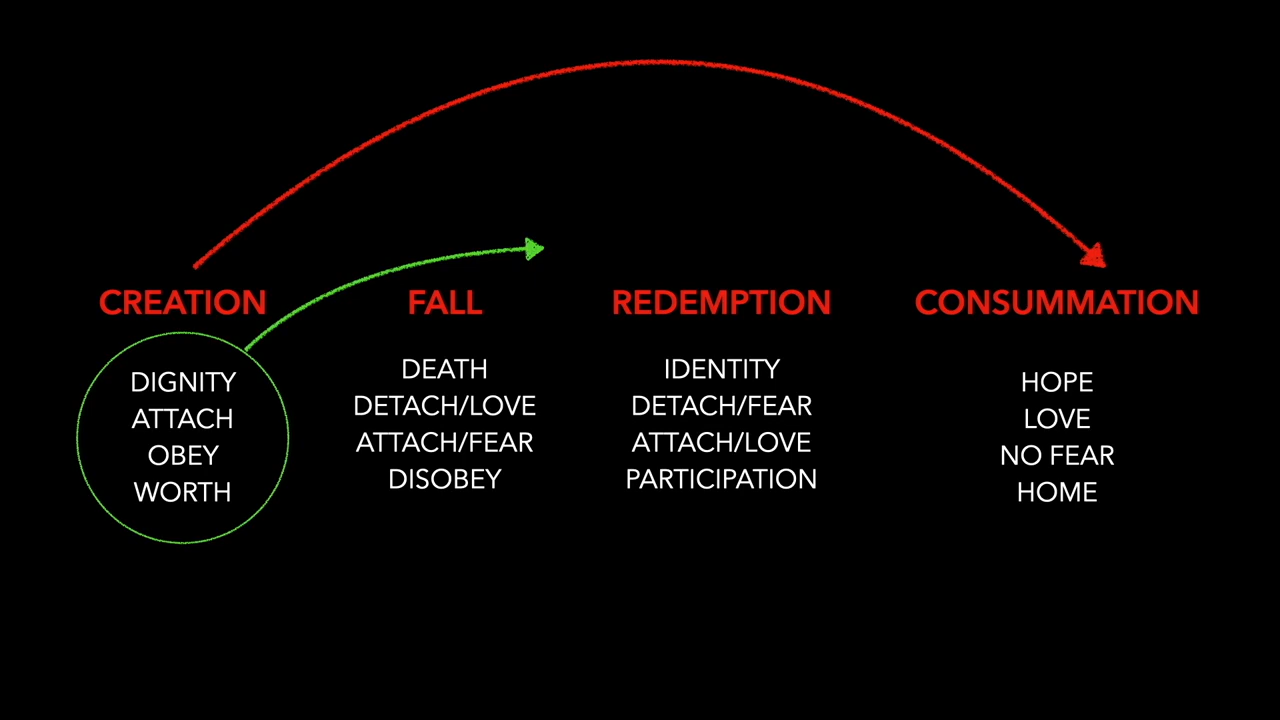 CREATION
DIGNITY
ATTACH
OBEY
WORTH
FALL
DEATH
DETACH/LOVE
ATTACH/FEAR
DISOBEY
REDEMPTION
IDENTITY
DETACH/FEAR
ATTACH/LOVE
PARTICIPATION
CONSUMMATION
HOPE
LOVE
NO FEAR
HOME